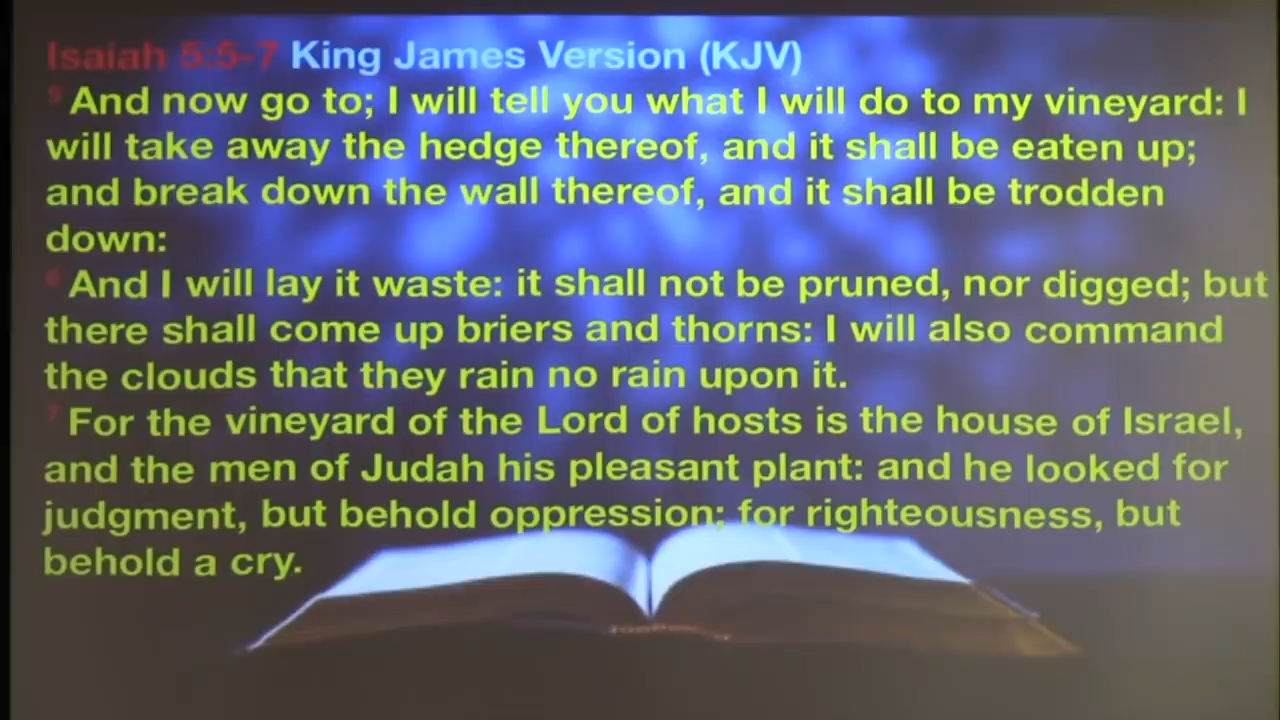 Isaiah 5:5-7 King James Version (KJV)
5 And now go to; I will tell you what I will do to my vineyard: I
will take away the hedge thereof, and it shall be eaten up;
and break down the wall thereof, and it shall be trodden
down:
6 And I will lay it waste: it shall not be pruned, nor digged; but
there shall come up briers and thorns: I will also command
the clouds that they rain no rain upon it.
7 For the vineyard of the Lord of hosts is the house of Israel,
and the men of Judah his pleasant plant: and he looked for
judgment, but behold oppression; for righteousness, but
behold a cry.